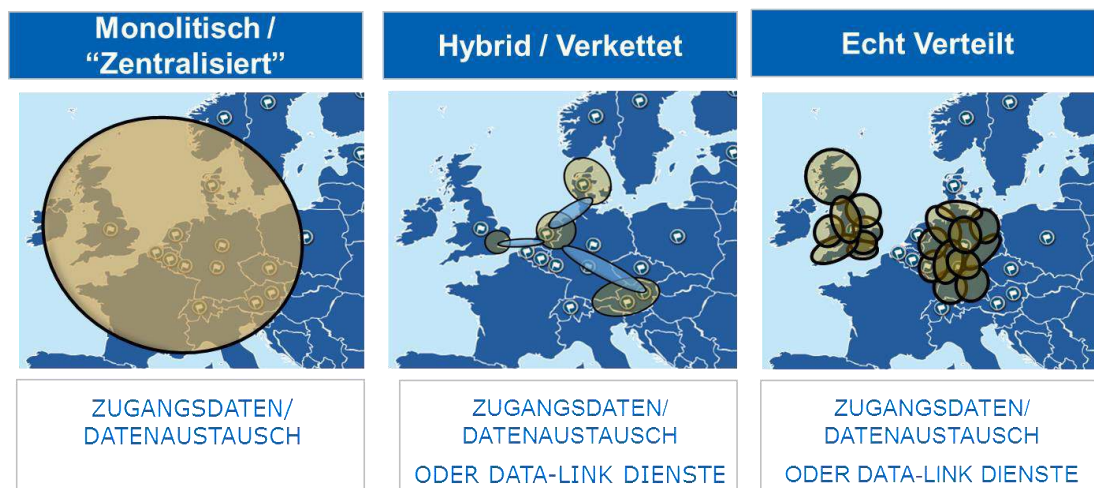 Monolitisch /
“Zentralisiert”
Hybrid / Verkettet
Echt Verteilt
ZUGANGSDATEN/
DATENAUSTAUSCH
ZUGANGSDATEN/
DATENAUSTAUSCH
ODER DATA-LINK DIENSTE
ZUGANGSDATEN/
DATENAUSTAUSCH
ODER DATA-LINK DIENSTE